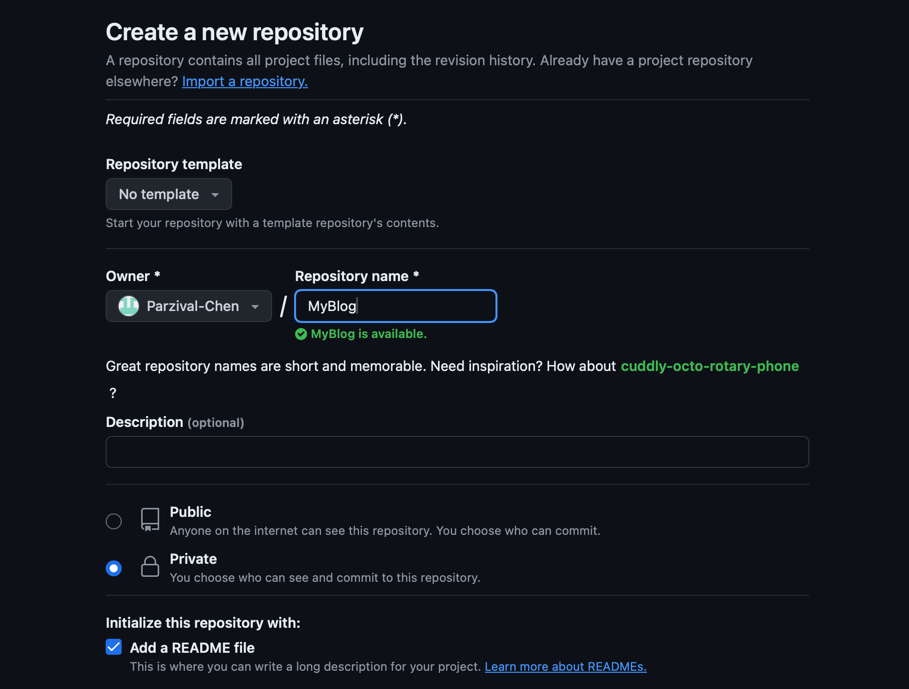 Create a new repository
A repository contains all project files, including the revision history. Already have a project repository
elsewhere? Import a repository.
Required fields are marked with an asterisk (*).
Repository template
No template
Start your repository with a template repository's contents.
Owner * Repository name *
Parzival-Chen / MyBlog
MyBlog is available.
Great repository names are short and memorable. Need inspiration? How about cuddly-octo-rotary-phone
?
Description (optional)
Public
Anyone on the internet can see this repository. You choose who can commit.
Private
You choose who can see and commit to this repository.
Initialize this repository with:
Add a README file
This is where you can write a long description for your project. Learn more about READMEs.